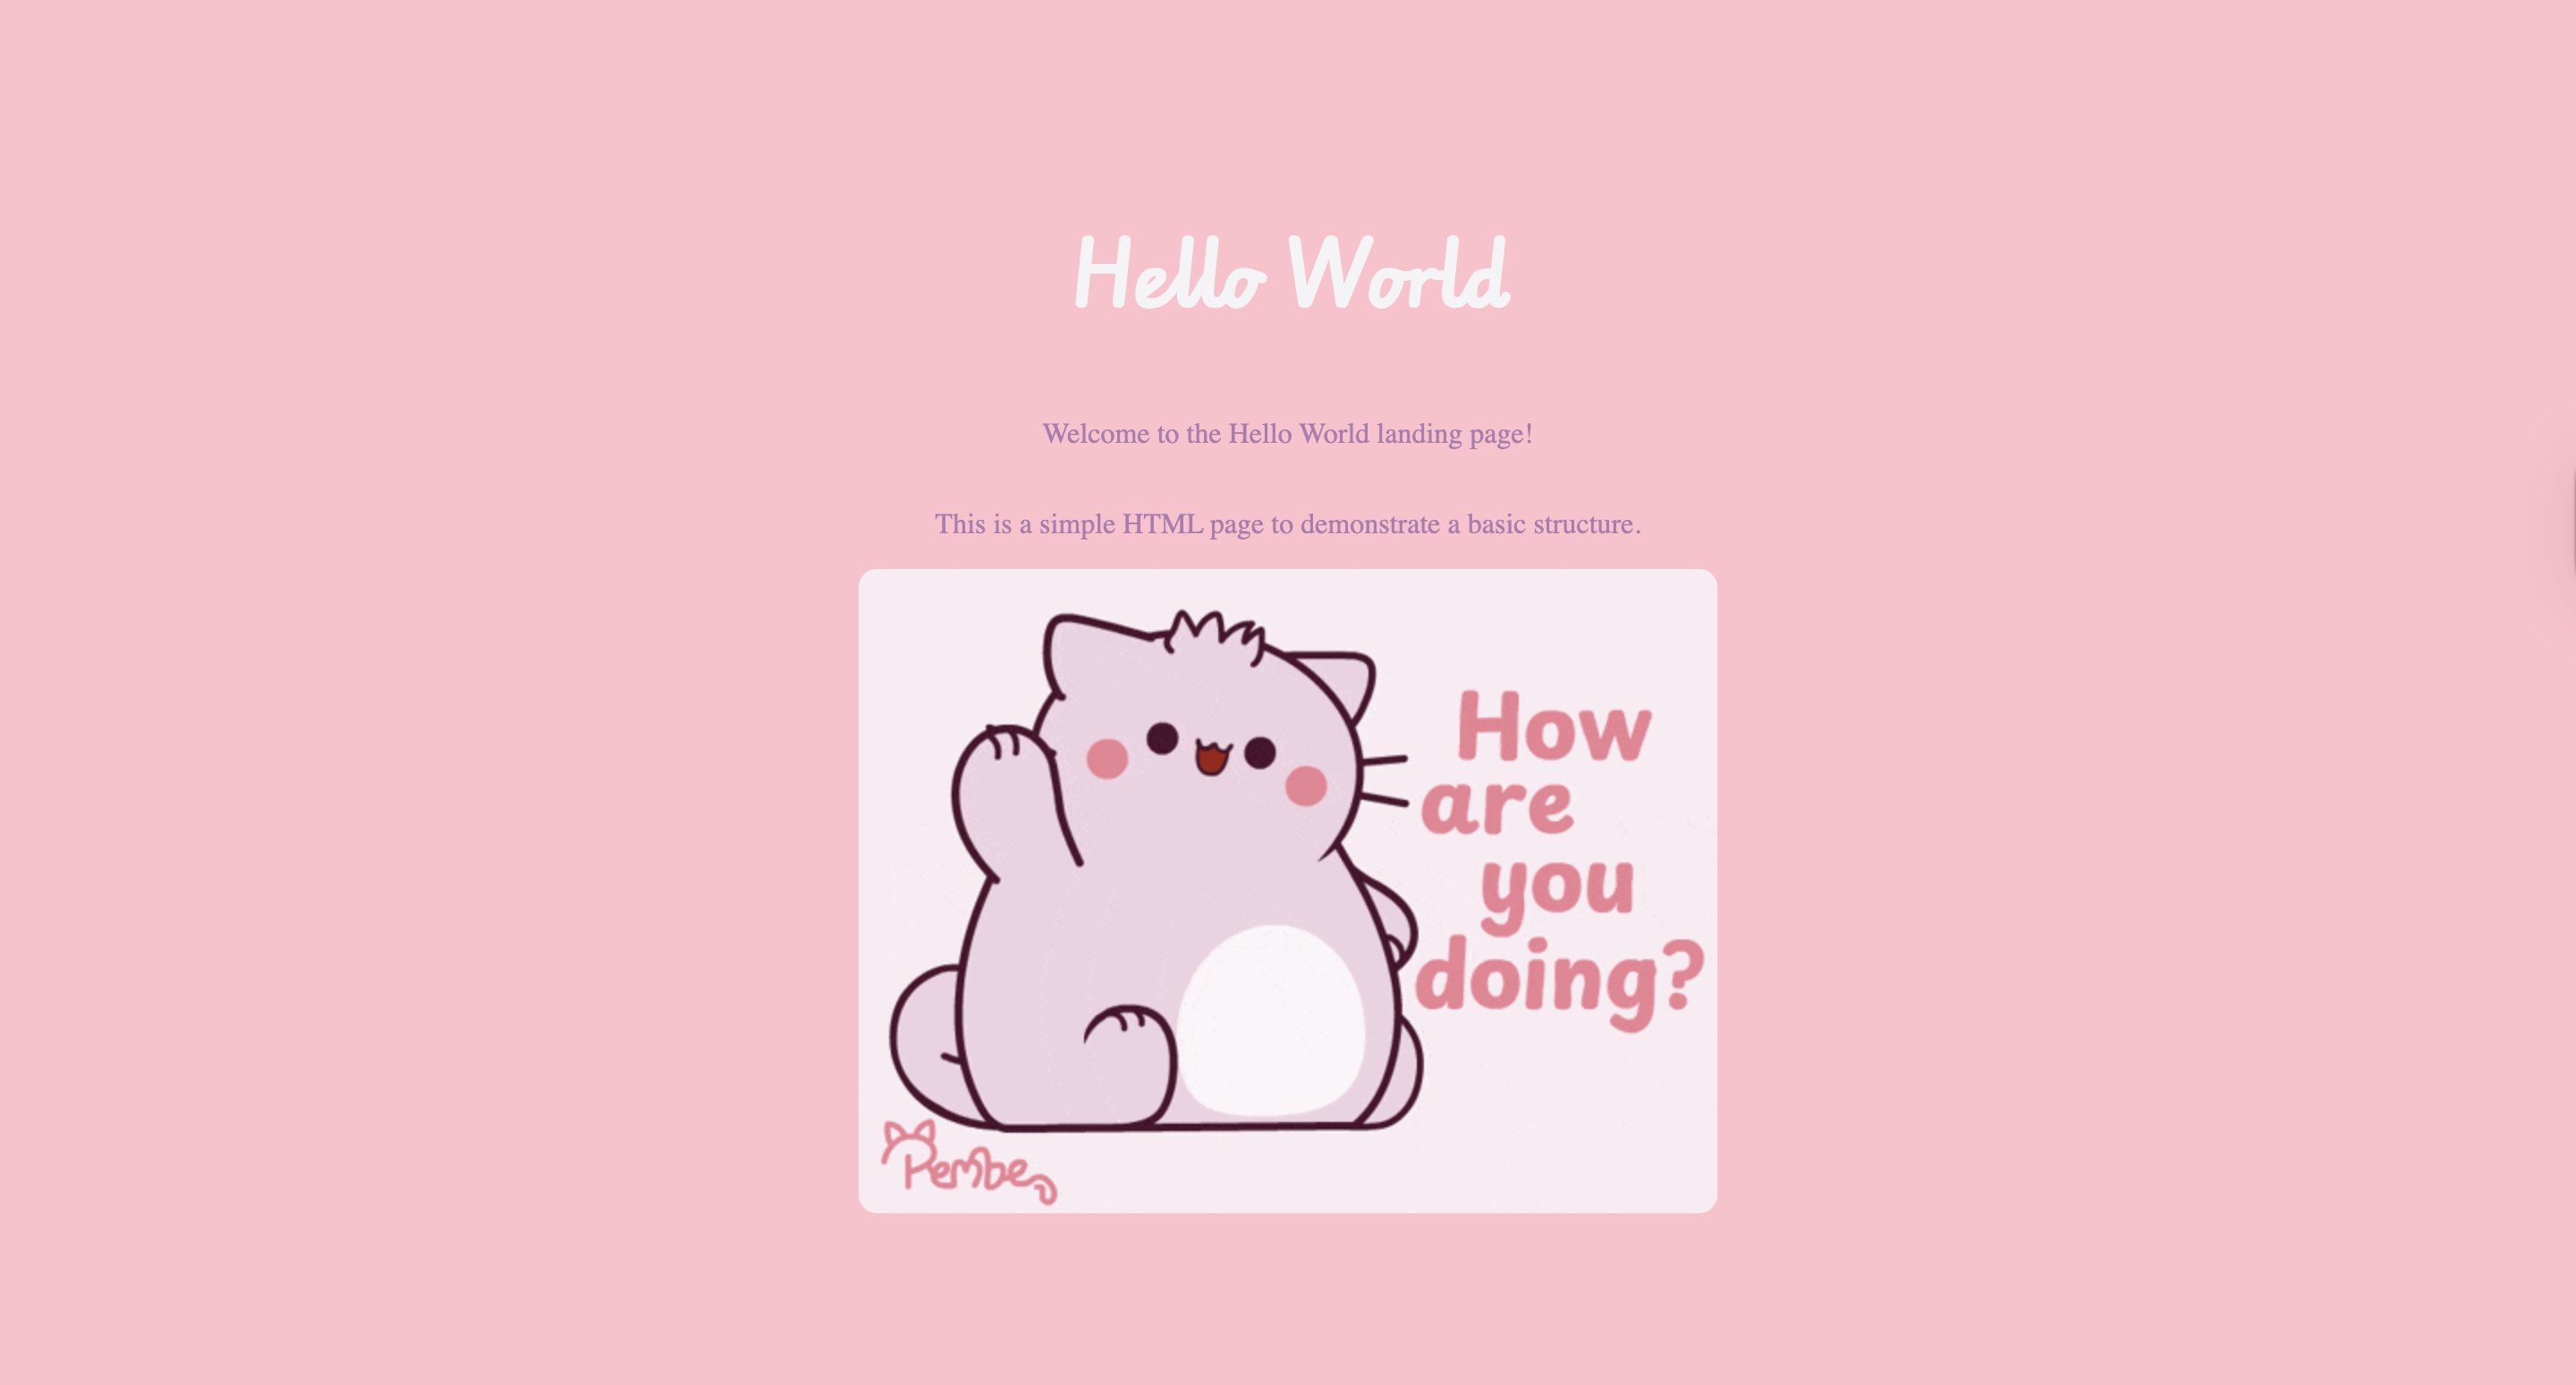 Hello World
Welcome to the Hello World landing page!
This is a simple HTML page to demonstrate a basic structure.
How
are
you
doing?
Pembe